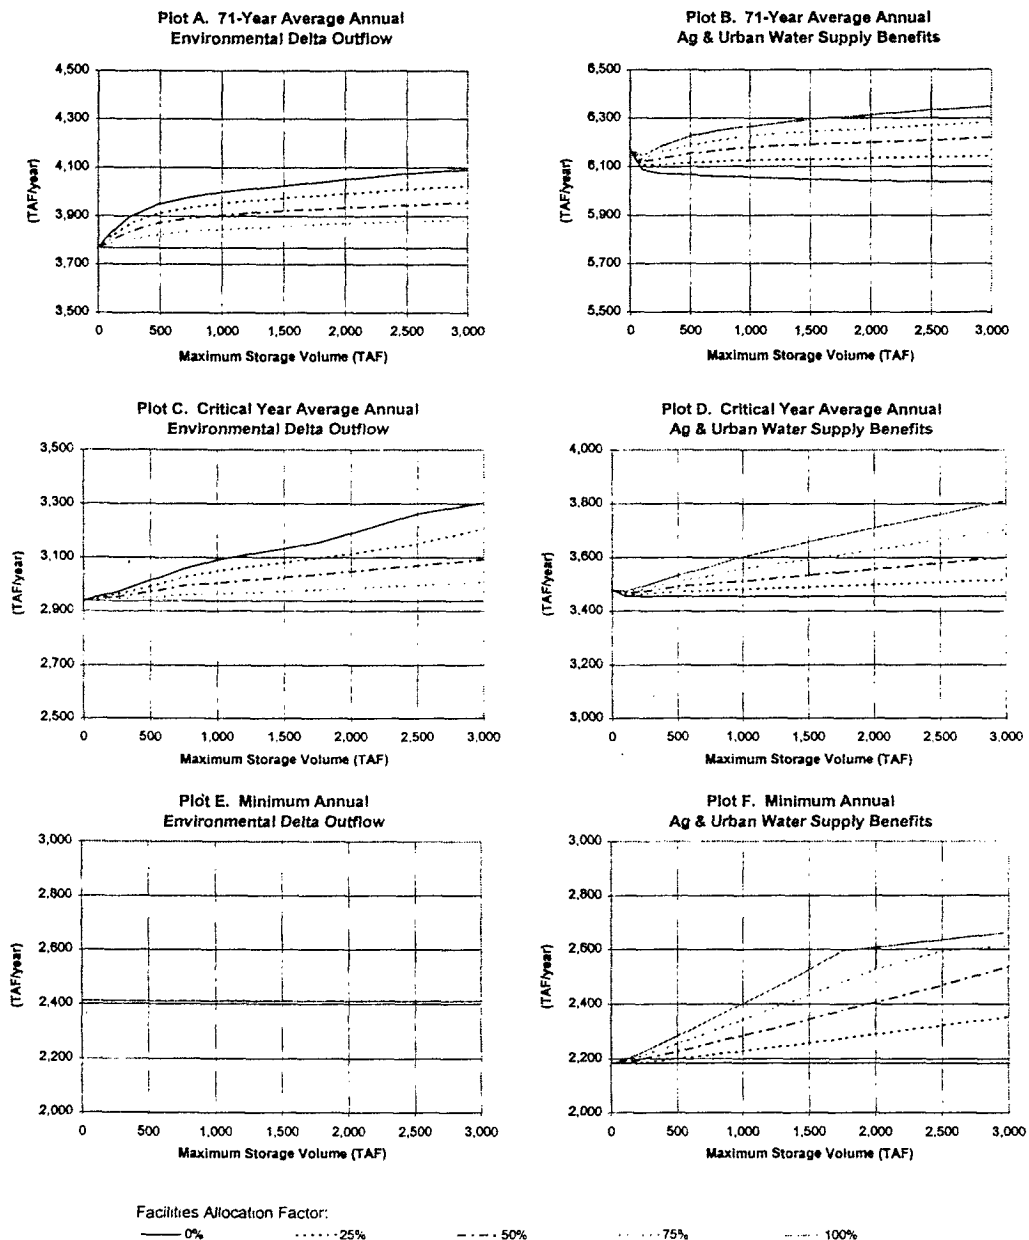 Plot A. 71-Year Average Annual
Environmental Delta Outflow
4,500
4,300
4,100
3,900
3,700
3,500
(TAF/year)
0 500 1,000 1,500 2,000 2,500 3,000
Maximum Storage Volume (TAF)
Plot B. 71-Year Average Annual
Ag & Urban Water Supply Benefits
6,500
6,300
6,100
5,900
5,700
5,500
(TAF/year)
0 500 1,000 1,500 2,000 2,500 3,000
Maximum Storage Volume (TAF)
Plot C. Critical Year Average Annual
Environmental Delta Outflow
3,500
3,300
3,100
2,900
2,700
2,500
(TAF/year)
0 500 1,000 1,500 2,000 2,500 3,000
Maximum Storage Volume (TAF)
Plot D. Critical Year Average Annual
Ag & Urban Water Supply Benefits
4,000
3,800
3,600
3,400
3,200
3,000
(TAF/year)
0 500 1,000 1,500 2,000 2,500 3,000
Maximum Storage Volume (TAF)
Plot E. Minimum Annual
Environmental Delta Outflow
3,000
2,800
2,600
2,400
2,200
2,000
(TAF/year)
0 500 1,000 1,500 2,000 2,500 3,000
Maximum Storage Volume (TAF)
Plot F. Minimum Annual
Ag & Urban Water Supply Benefits
3,000
2,800
2,600
2,400
2,200
2,000
(TAF/year)
0 500 1,000 1,500 2,000 2,500 3,000
Maximum Storage Volume (TAF)
Facilities Allocation Factor:
0% 25% 50% 75% 100%